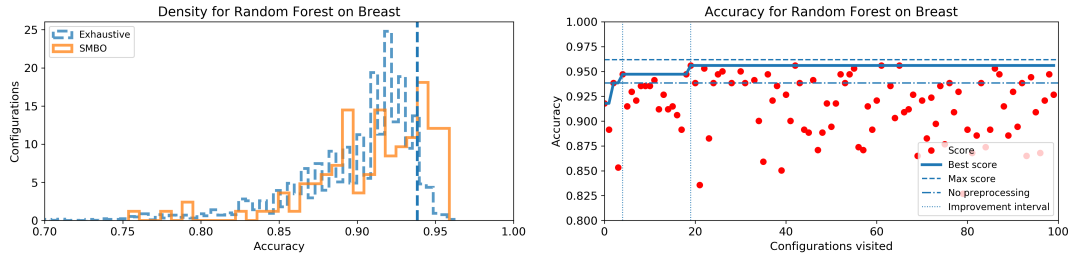 Density for Random Forest on Breast
Exhaustive
SMBO
Configurations
25
20
15
10
5
0
0.70 0.75 0.80 0.85 0.90 0.95 1.00
Accuracy
Accuracy for Random Forest on Breast
Accuracy
1.000
0.975
0.950
0.925
0.900
0.875
0.850
0.825
0.800
Score
Best score
Max score
No preprocessing
Improvement interval
0 20 40 60 80 100
Configurations visited